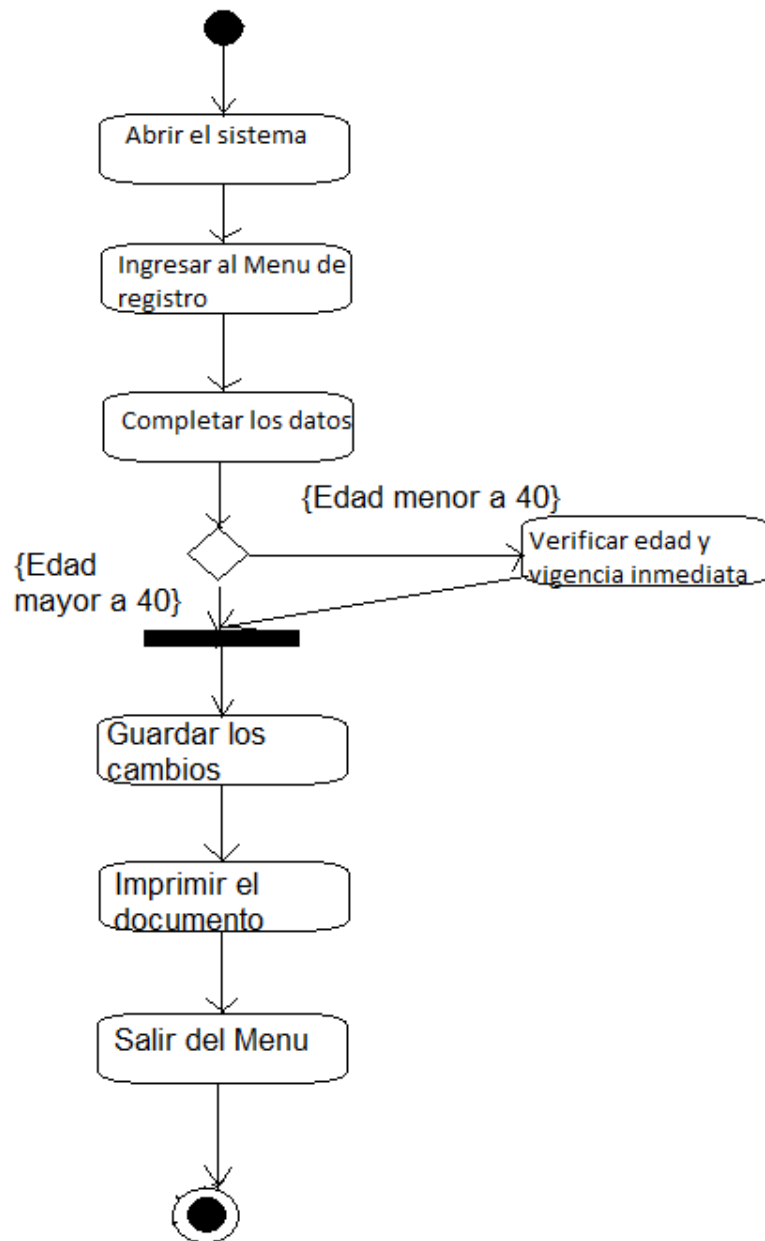 Abrir el sistema
Ingresar al Menu de
registro
Completar los datos
{Edad menor a 40}
Verificar edad y
vigencia inmediata
{Edad
mayor a 40}
Guardar los
cambios
Imprimir el
documento
Salir del Menu